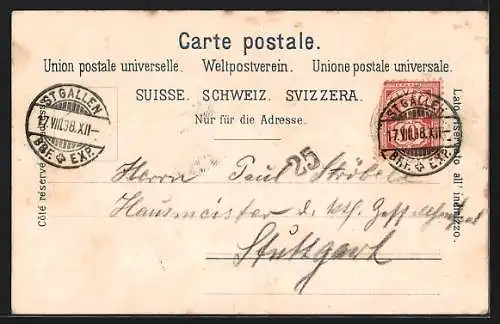 Carte postale.
Union postale universelle. Weltpostverein. Unione postale universale.
SUISSE. SCHWEIZ. SVIZZERA.
Nur für die Adresse.
Côté réservé
Lato riservato all' indirizzo.
ST GALLEN
17.VIII.98.XII-
BRF. EXP.
ST GALLEN
17.VIII.98.XII-
BRF. EXP.
25
Herrn Paul
Hausmeister d.
Stuttgart